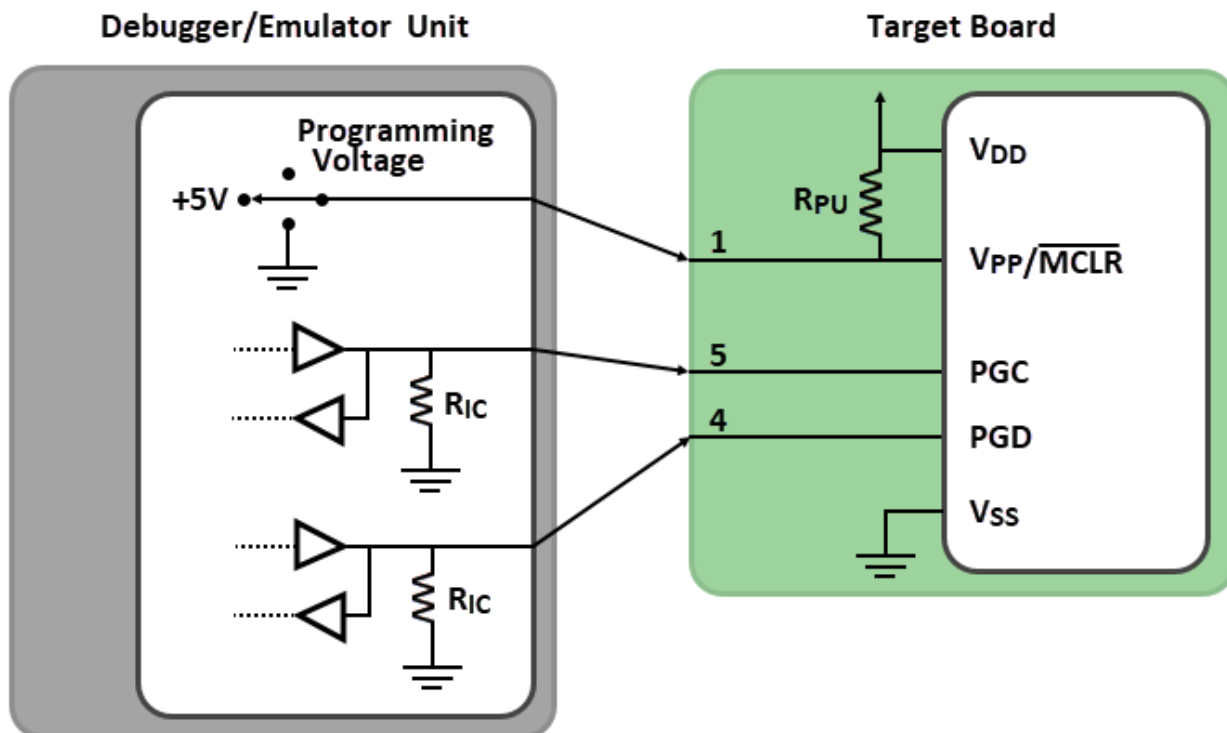 Debugger/Emulator Unit
Target Board
Programming
Voltage
+5V
RIC
RIC
VDD
RPU
1
VPP/MCLR
5
PGC
4
PGD
VSS